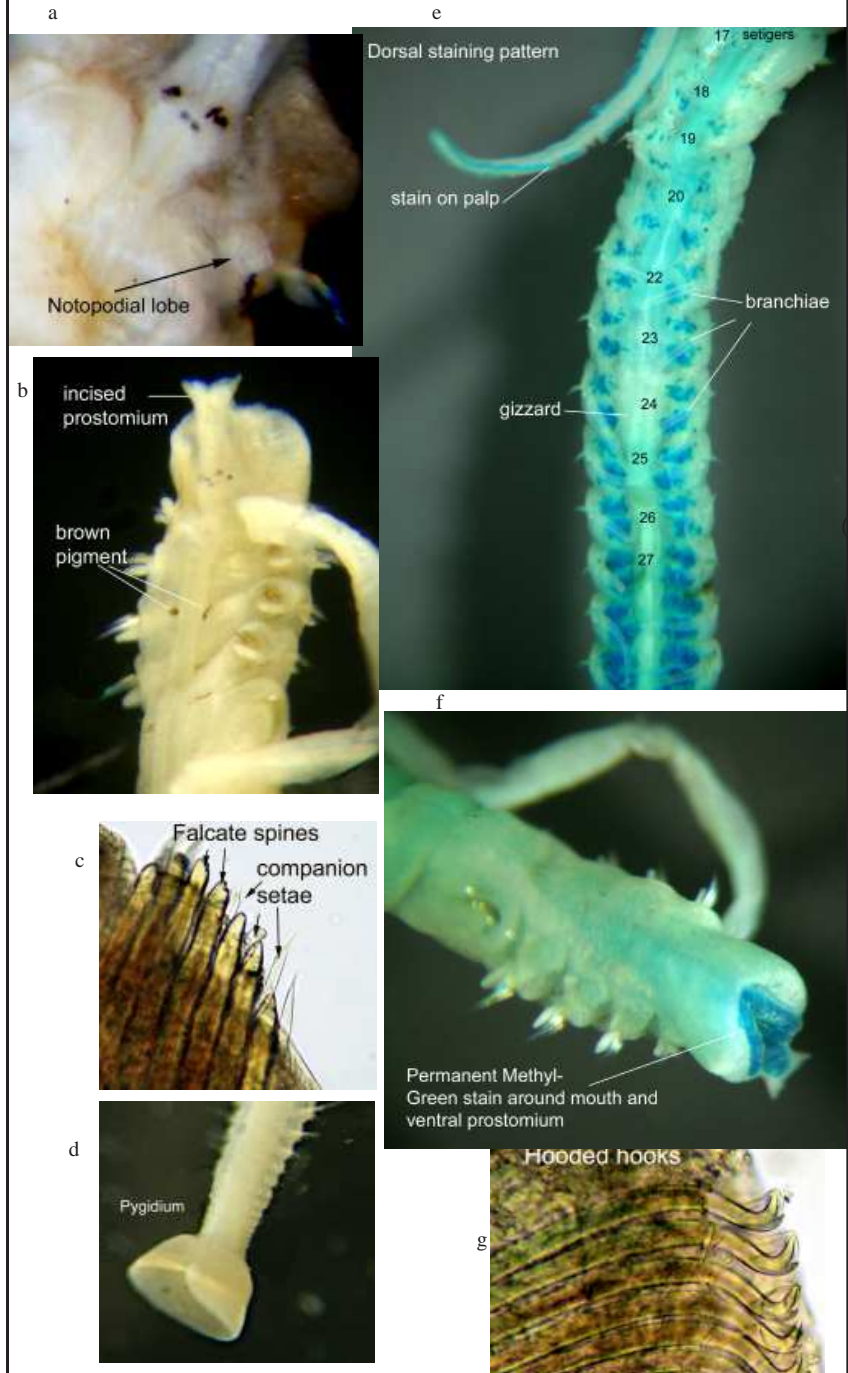 a
Notopodial lobe
b
incised
prostomium
brown
pigment
c
Falcate spines
companion
setae
d
Pygidium
e
Dorsal staining pattern
17 setigers
18
19
20
stain on palp
22
branchiae
23
24
gizzard
25
26
27
f
Permanent Methyl-
Green stain around mouth and
ventral prostomium
Hooded hooks
g